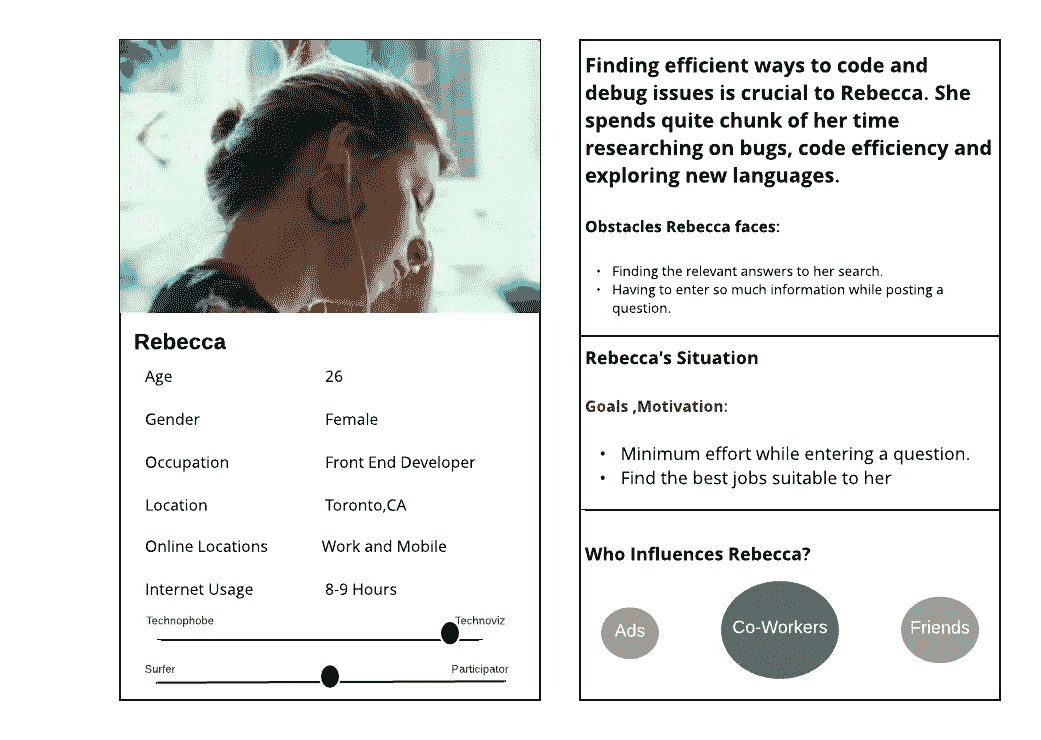 Rebecca
Age 26
Gender Female
Occupation Front End Developer
Location Toronto,CA
Online Locations Work and Mobile
Internet Usage 8-9 Hours
Technophobe Technoviz
Surfer Participator
Finding efficient ways to code and
debug issues is crucial to Rebecca. She
spends quite chunk of her time
researching on bugs, code efficiency and
exploring new languages.
Obstacles Rebecca faces:
• Finding the relevant answers to her search.
• Having to enter so much information while posting a
question.
Rebecca's Situation
Goals ,Motivation:
• Minimum effort while entering a question.
• Find the best jobs suitable to her
Who Influences Rebecca?
Ads Co-Workers Friends